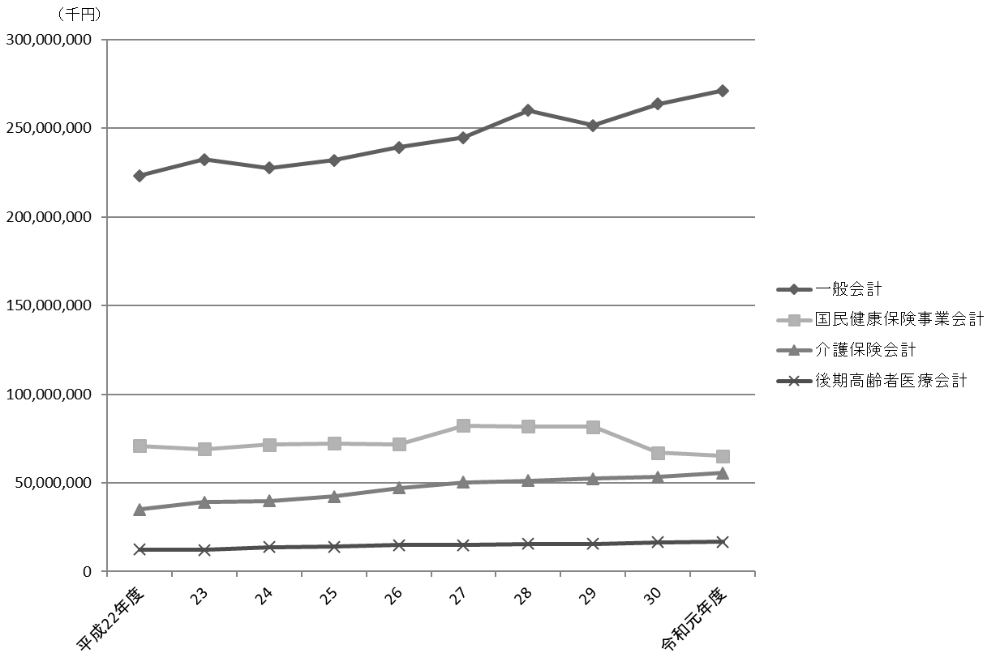 （千円）
300,000,000
250,000,000
200,000,000
150,000,000
100,000,000
50,000,000
0
平成22年度
23
24
25
26
27
28
29
30
令和元年度
一般会計
国民健康保険事業会計
介護保険会計
後期高齢者医療会計